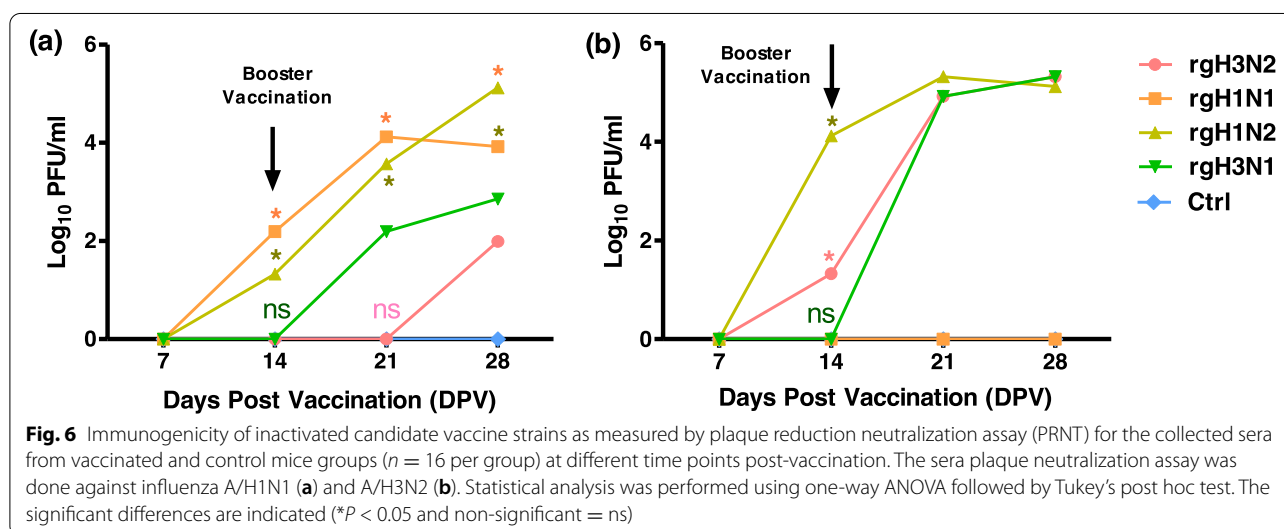 (a)
6
4
2
0
Log10 PFU/ml
Booster
Vaccination
*
*
*
*
*
*
ns
ns
7 14 21 28
Days Post Vaccination (DPV)
(b)
6
4
2
0
Log10 PFU/ml
Booster
Vaccination
*
*
ns
7 14 21 28
Days Post Vaccination (DPV)
rgH3N2
rgH1N1
rgH1N2
rgH3N1
Ctrl
Fig. 6 Immunogenicity of inactivated candidate vaccine strains as measured by plaque reduction neutralization assay (PRNT) for the collected sera
from vaccinated and control mice groups (n = 16 per group) at different time points post-vaccination. The sera plaque neutralization assay was
done against influenza A/H1N1 (a) and A/H3N2 (b). Statistical analysis was performed using one-way ANOVA followed by Tukey's post hoc test. The
significant differences are indicated (*P < 0.05 and non-significant = ns)